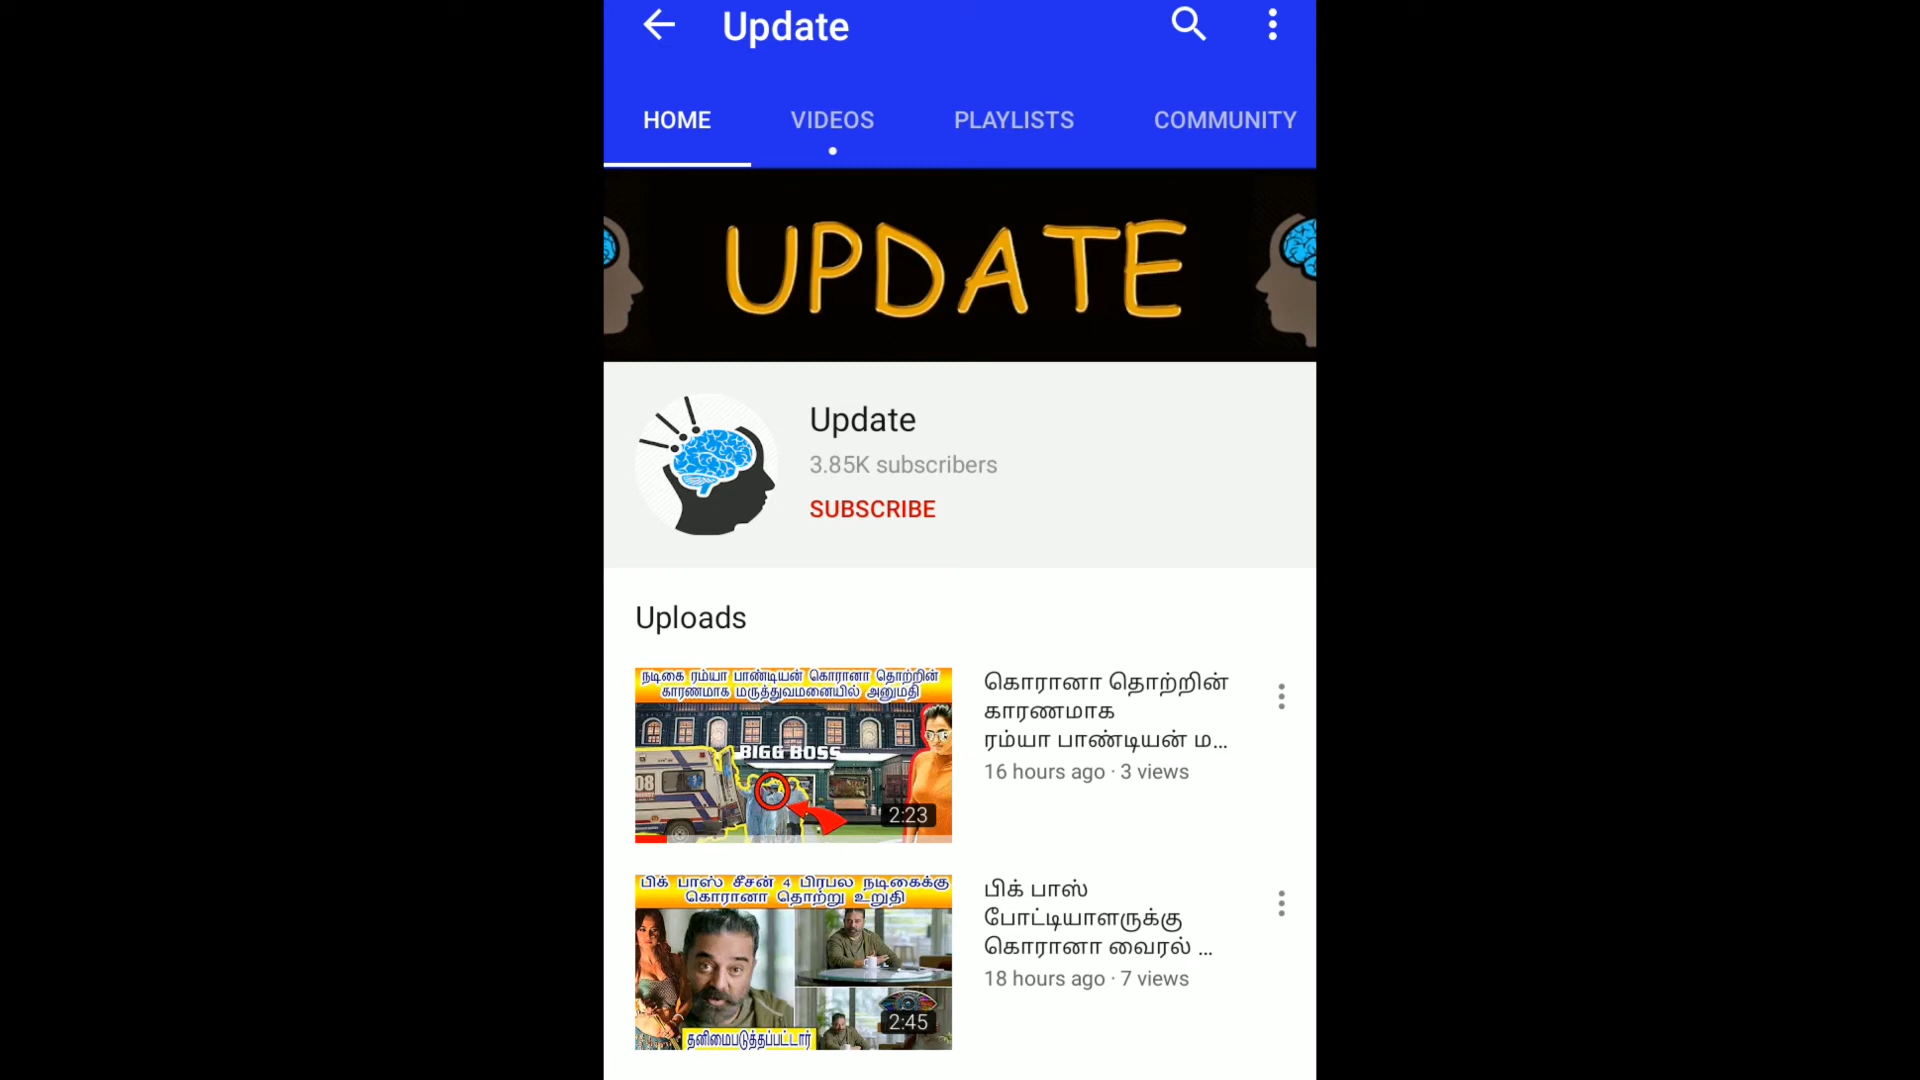 Update
HOME
VIDEOS
PLAYLISTS
COMMUNITY
UPDATE
Update
3.85K subscribers
SUBSCRIBE
Uploads
நடிகை ரம்யா பாண்டியன் கொரானா தொற்றின்
காரணமாக மருத்துவமனையில் அனுமதி
BIGG BOSS
08
2:23
கொரானா தொற்றின்
காரணமாக
ரம்யா பாண்டியன் ம...
16 hours ago · 3 views
பிக் பாஸ் சீசன் 4 பிரபல நடிகைக்கு
கொரானா தொற்று உறுதி
தனிமைபடுத்தப்பட்டார்
2:45
பிக் பாஸ்
போட்டியாளருக்கு
கொரானா வைரல் ...
18 hours ago · 7 views